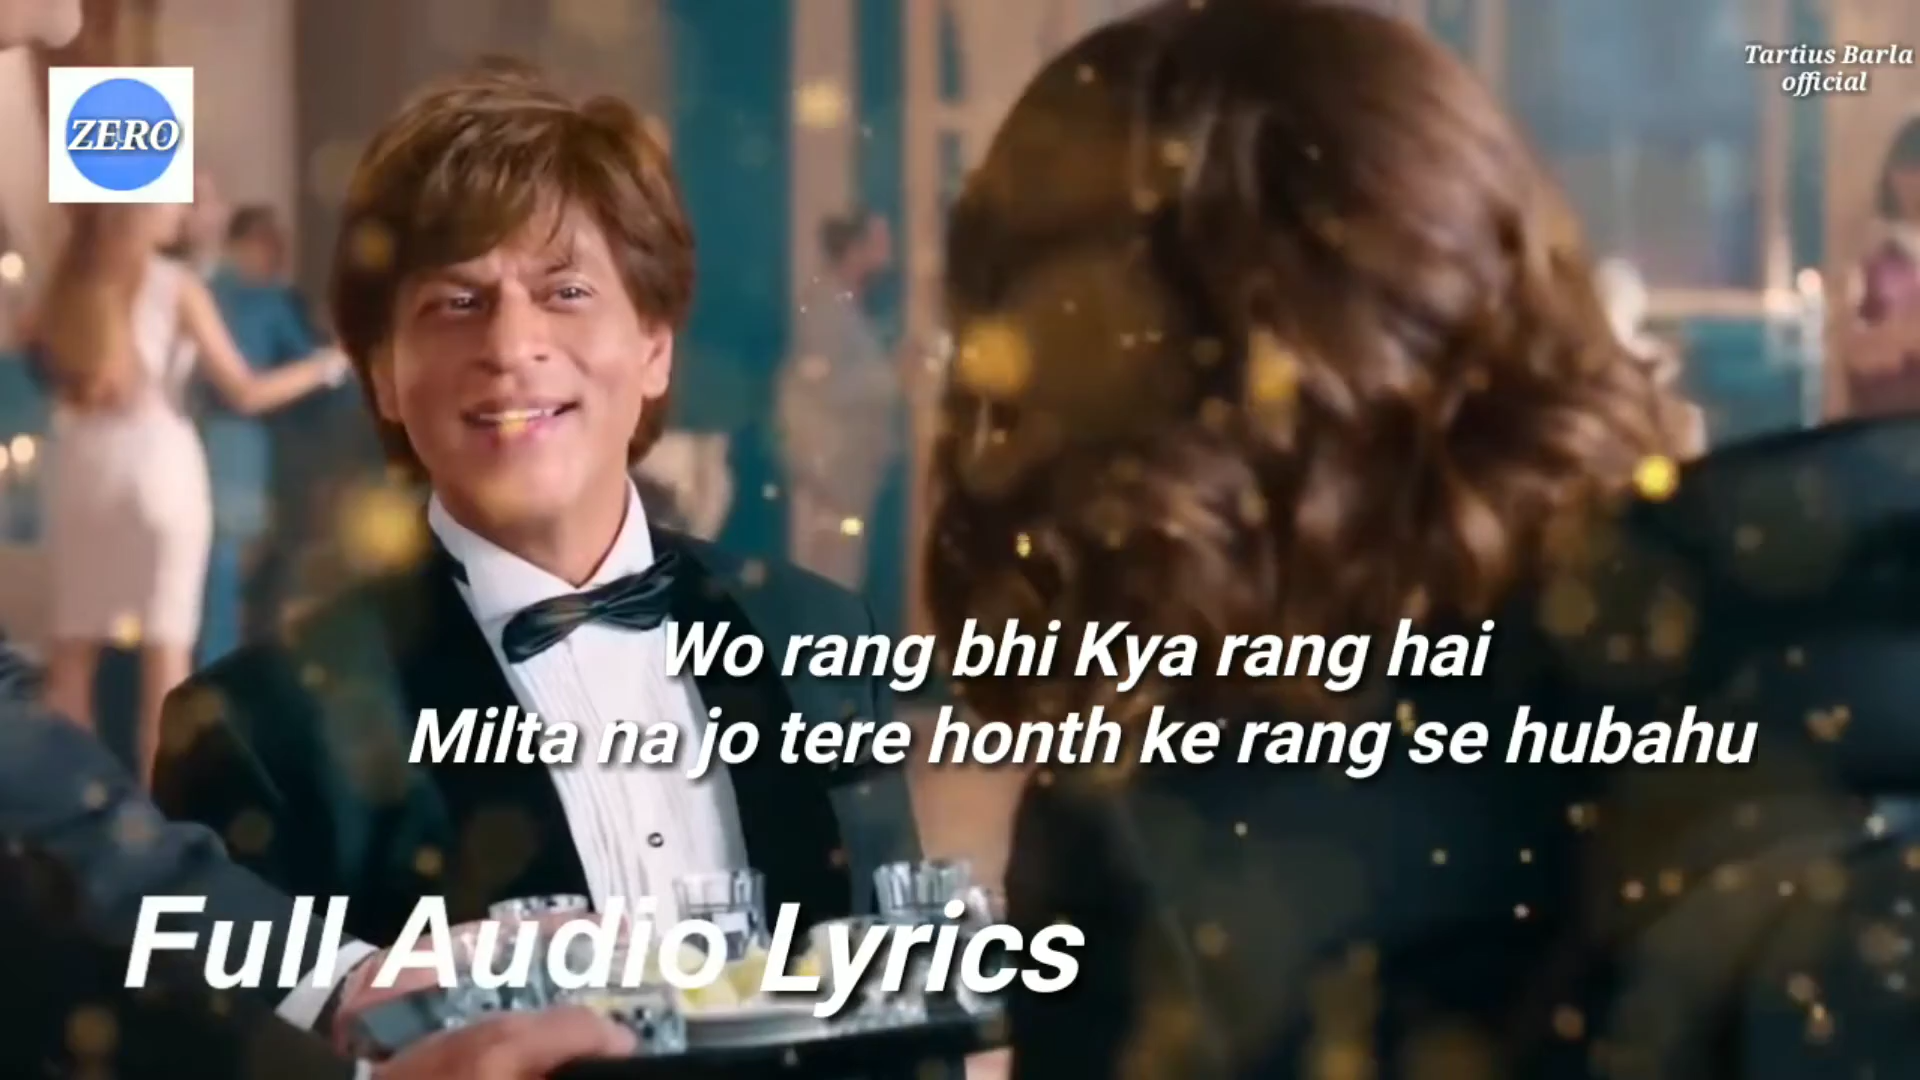 ZERO
Tartius Barla
official
Wo rang bhi Kya rang hai
Milta na jo tere honth ke rang se hubahu
Full Audio Lyrics